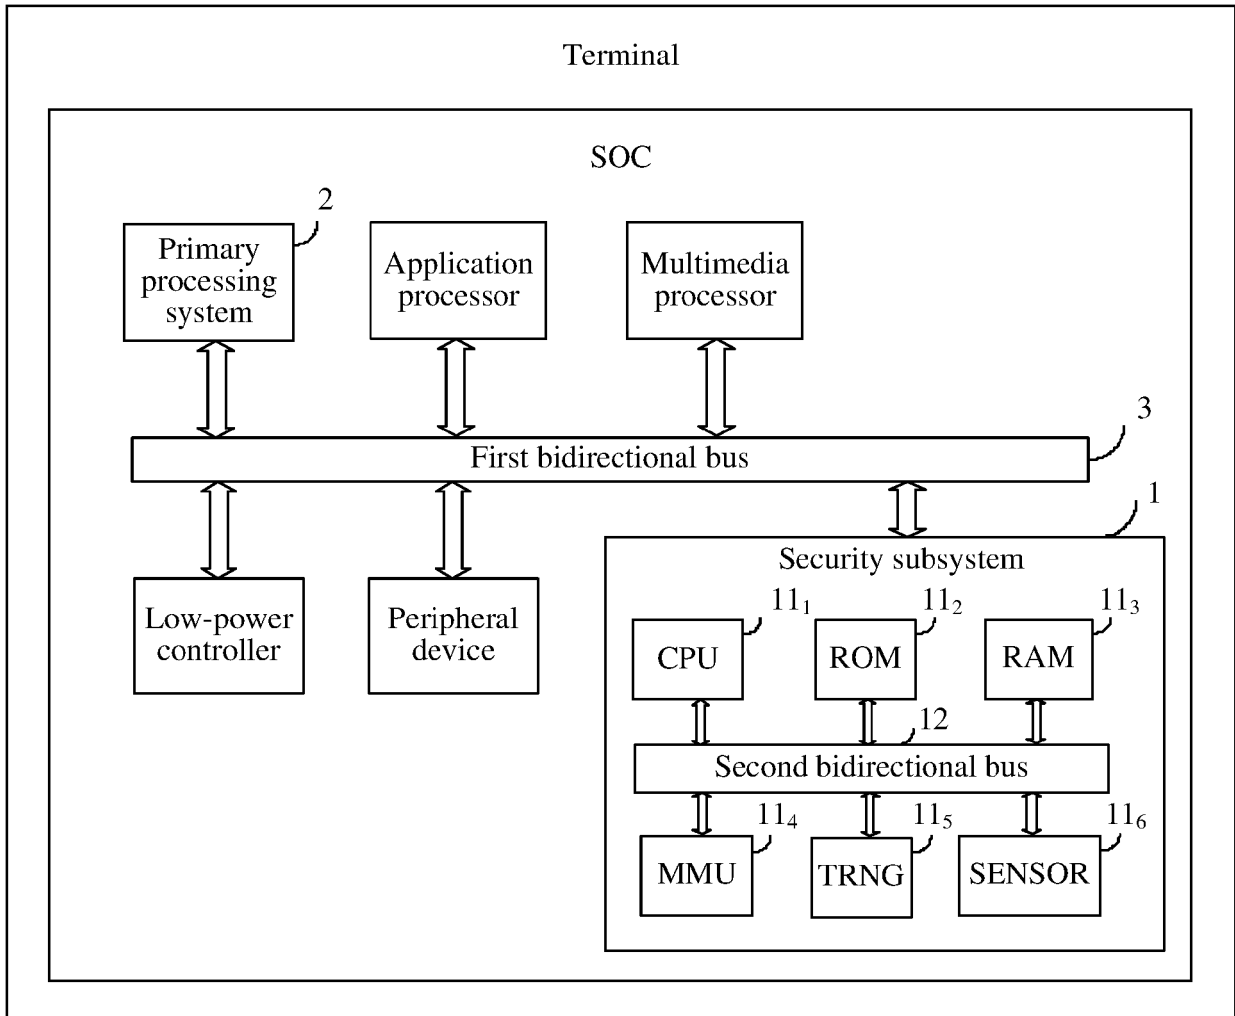 Terminal
SOC
2
Primary
processing
system
Application
processor
Multimedia
processor
3
First bidirectional bus
1
Low-power
controller
Peripheral
device
Security subsystem
11₁
11₂
11₃
CPU
ROM
RAM
12
Second bidirectional bus
11₄
11₅
11₆
MMU
TRNG
SENSOR